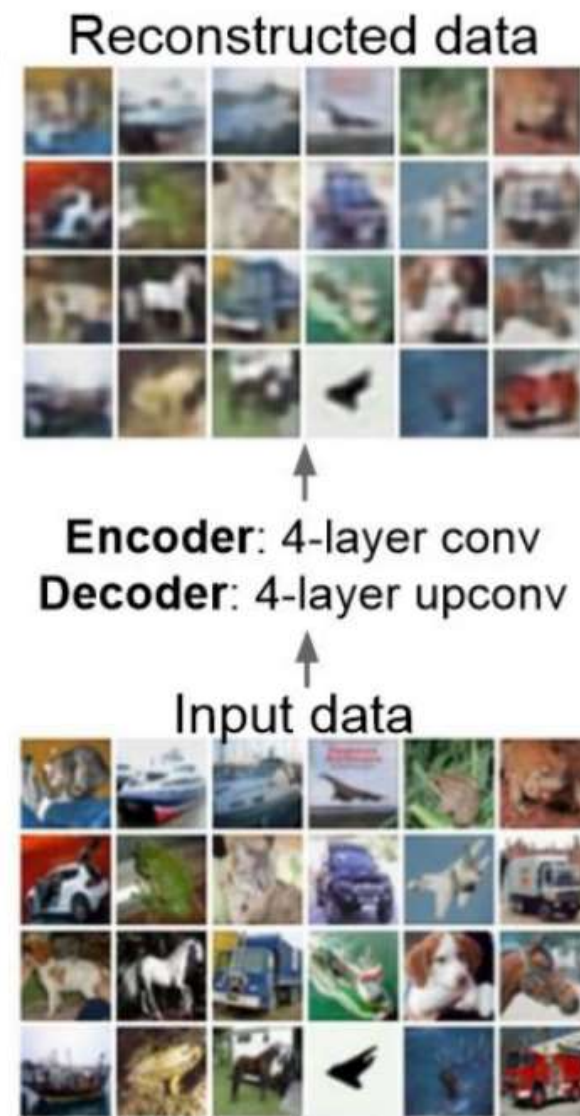 Reconstructed data
Encoder: 4-layer conv
Decoder: 4-layer upconv
Input data